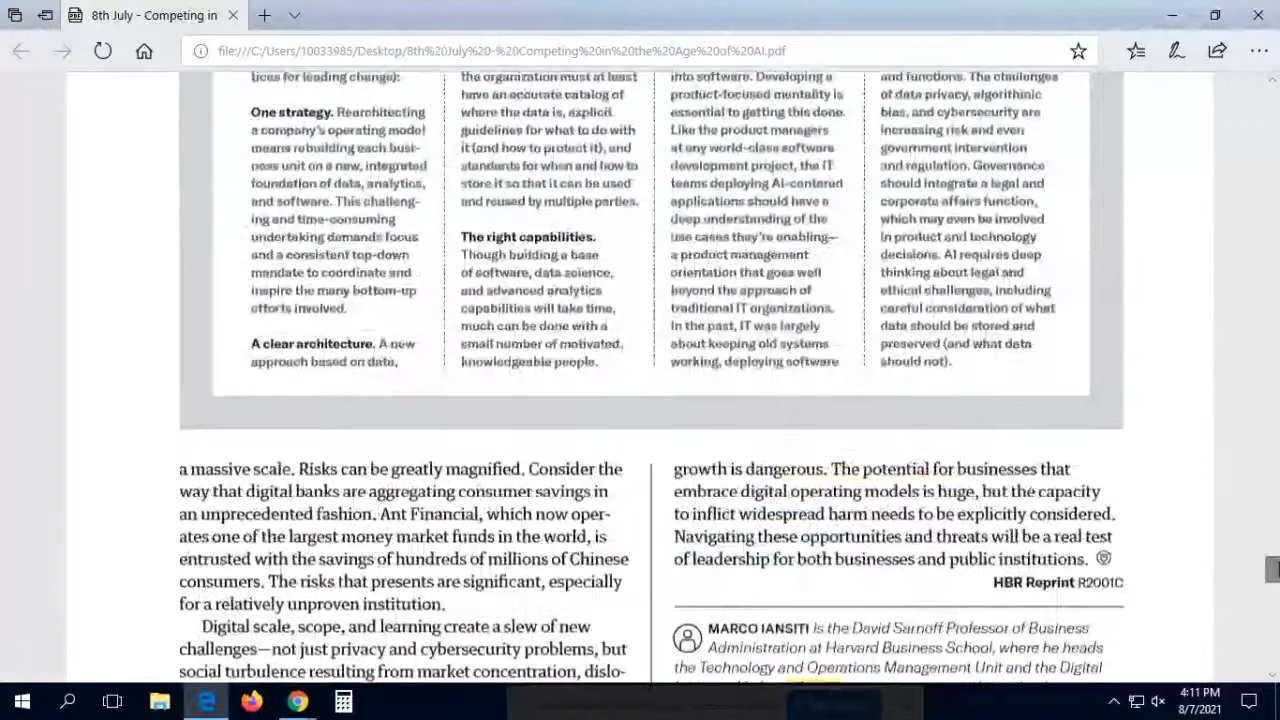 8th July - Competing in
file:///C:/Users/10033985/Desktop/8th%20July%20-%20Competing%20in%20the%20Age%20of%20AI.pdf
tices for leading change):
One strategy. Rearchitecting
a company's operating model
means rebuilding each busi-
ness unit on a new, integrated
foundation of data, analytics,
and software. This challeng-
ing and time-consuming
undertaking demands focus
and a consistent top-down
mandate to coordinate and
inspire the many bottom-up
efforts involved.
A clear architecture. A new
approach based on data,
the organization must at least
have an accurate catalog of
where the data is, explicit
guidelines for what to do with
it (and how to protect it), and
standards for when and how to
store it so that it can be used
and reused by multiple parties.
The right capabilities.
Though building a base
of software, data science,
and advanced analytics
capabilities will take time,
much can be done with a
small number of motivated,
knowledgeable people.
into software. Developing a
product-focused mentality is
essential to getting this done.
Like the product managers
at any world-class software
development project, the IT
teams deploying AI-centered
applications should have a
deep understanding of the
use cases they're enabling—
a product management
orientation that goes well
beyond the approach of
traditional IT organizations.
In the past, IT was largely
about keeping old systems
working, deploying software
and functions. The challenges
of data privacy, algorithmic
bias, and cybersecurity are
increasing risk and even
government intervention
and regulation. Governance
should integrate a legal and
corporate affairs function,
which may even be involved
in product and technology
decisions. AI requires deep
thinking about legal and
ethical challenges, including
careful consideration of what
data should be stored and
preserved (and what data
should not).
a massive scale. Risks can be greatly magnified. Consider the
way that digital banks are aggregating consumer savings in
an unprecedented fashion. Ant Financial, which now oper-
ates one of the largest money market funds in the world, is
entrusted with the savings of hundreds of millions of Chinese
consumers. The risks that presents are significant, especially
for a relatively unproven institution.
Digital scale, scope, and learning create a slew of new
challenges—not just privacy and cybersecurity problems, but
social turbulence resulting from market concentration, dislo-
growth is dangerous. The potential for businesses that
embrace digital operating models is huge, but the capacity
to inflict widespread harm needs to be explicitly considered.
Navigating these opportunities and threats will be a real test
of leadership for both businesses and public institutions.
HBR Reprint R2001C
MARCO IANSITI is the David Sarnoff Professor of Business
Administration at Harvard Business School, where he heads
the Technology and Operations Management Unit and the Digital
4:11 PM
8/7/2021